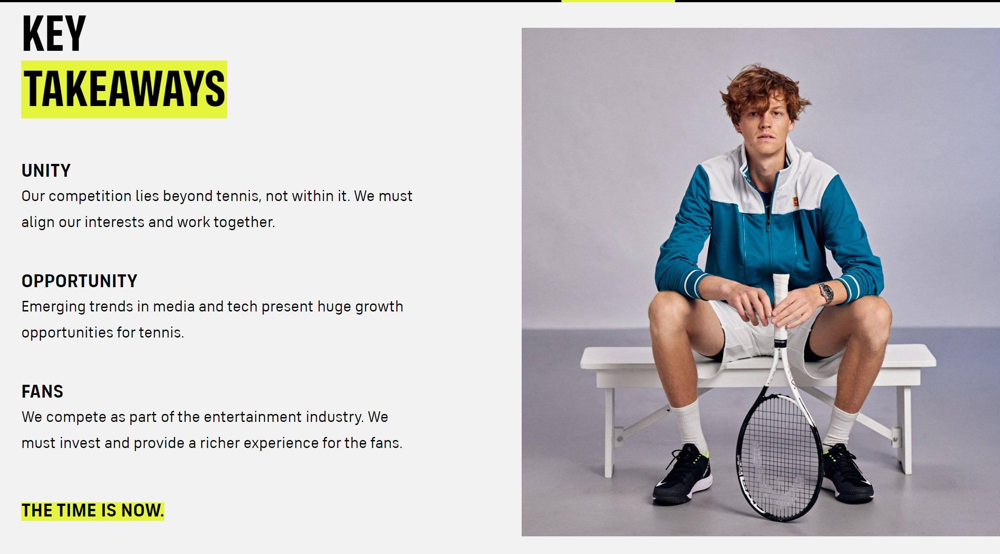 KEY
TAKEAWAYS
UNITY
Our competition lies beyond tennis, not within it. We must
align our interests and work together.
OPPORTUNITY
Emerging trends in media and tech present huge growth
opportunities for tennis.
FANS
We compete as part of the entertainment industry. We
must invest and provide a richer experience for the fans.
THE TIME IS NOW.